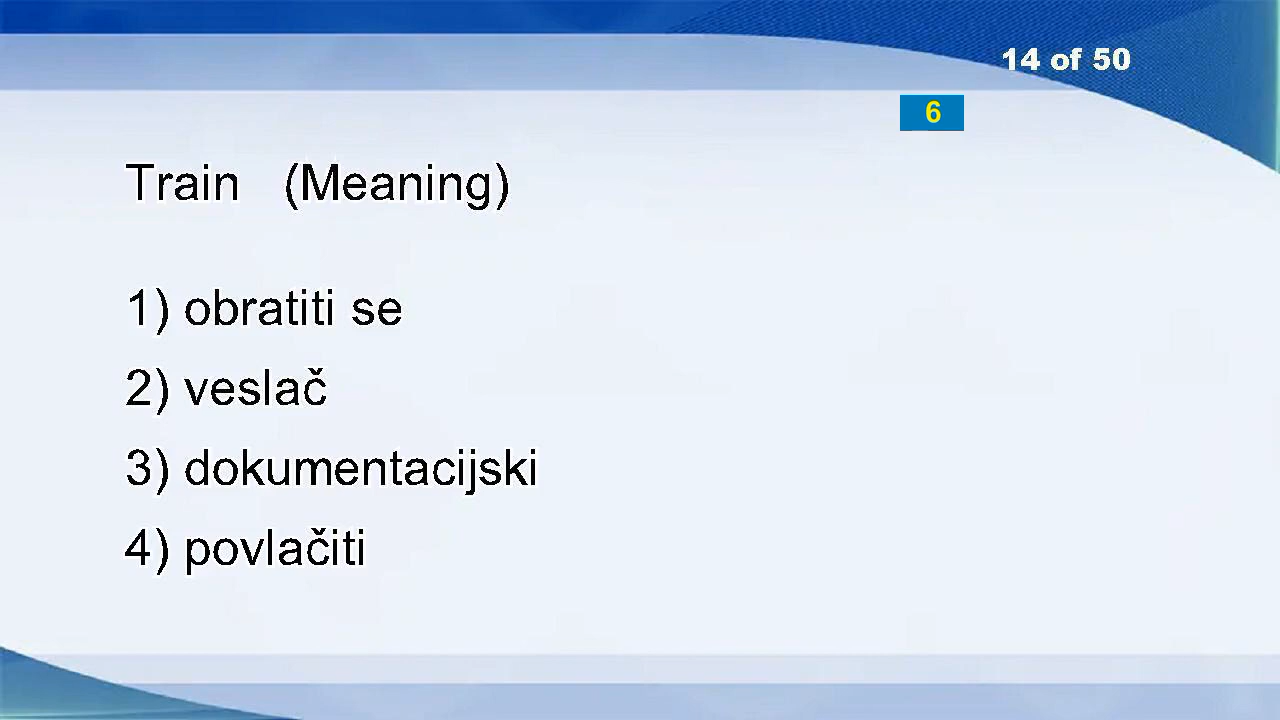 14 of 50
6
Train (Meaning)
1) obratiti se
2) veslač
3) dokumentacijski
4) povlačiti